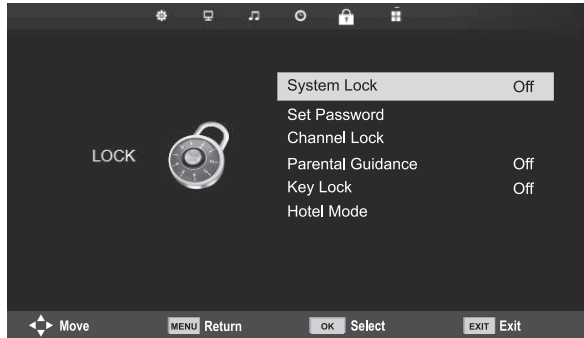 System Lock Off
Set Password
Channel Lock
LOCK
Parental Guidance Off
Key Lock Off
Hotel Mode
Move MENU Return OK Select EXIT Exit